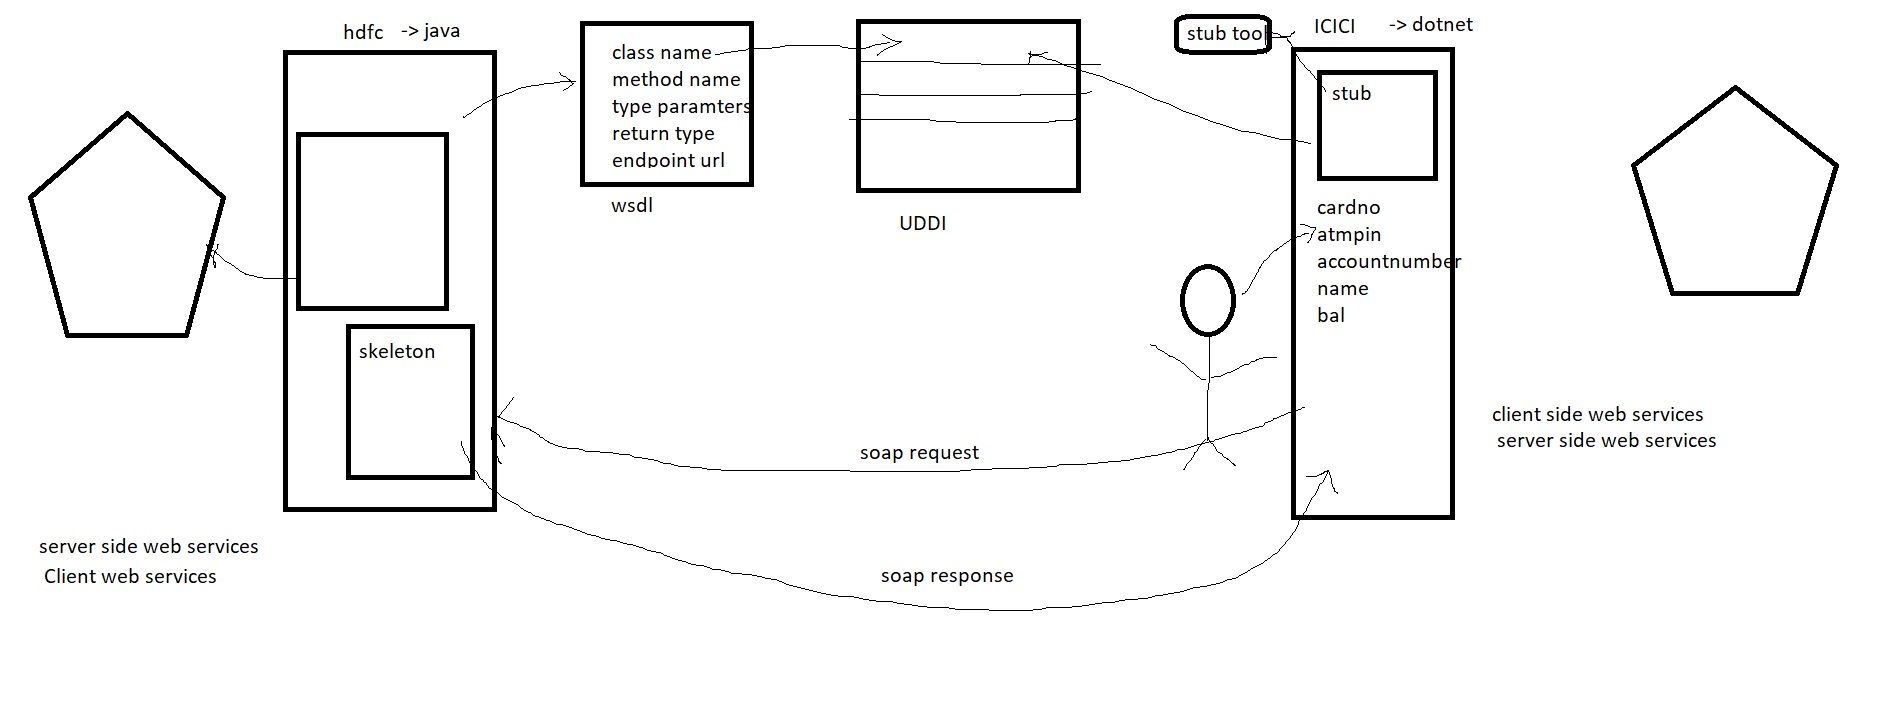 hdfc -> java
class name
method name
type paramters
return type
endpoint url
wsdl
UDDI
stub tool
ICICI -> dotnet
stub
cardno
atmpin
accountnumber
name
bal
skeleton
soap request
soap response
client side web services
server side web services
server side web services
Client web services